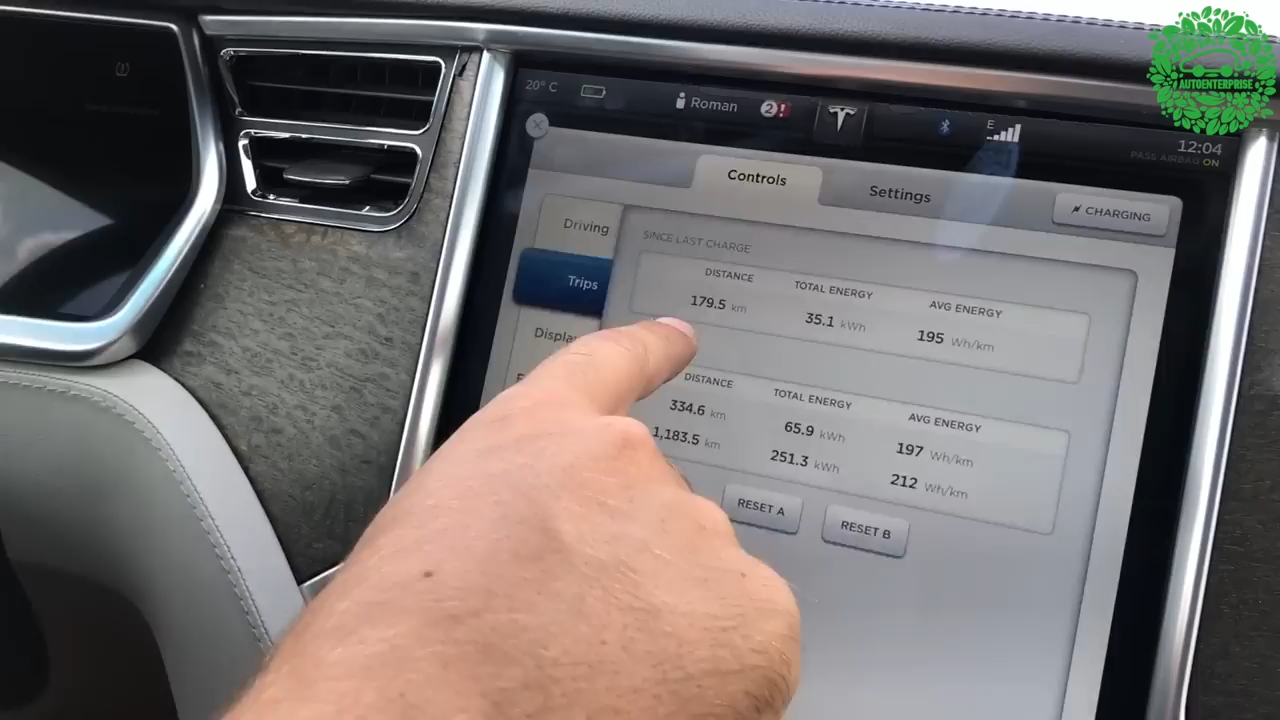 AUTOENTERPRISE
20° C
Roman
2!
E
12:04
PASS AIRBAG ON
Controls
Settings
CHARGING
Driving
Trips
SINCE LAST CHARGE
DISTANCE TOTAL ENERGY AVG ENERGY
179.5 km 35.1 kWh 195 Wh/km
DISTANCE TOTAL ENERGY AVG ENERGY
334.6 km 65.9 kWh 197 Wh/km
1,183.5 km 251.3 kWh 212 Wh/km
RESET A
RESET B